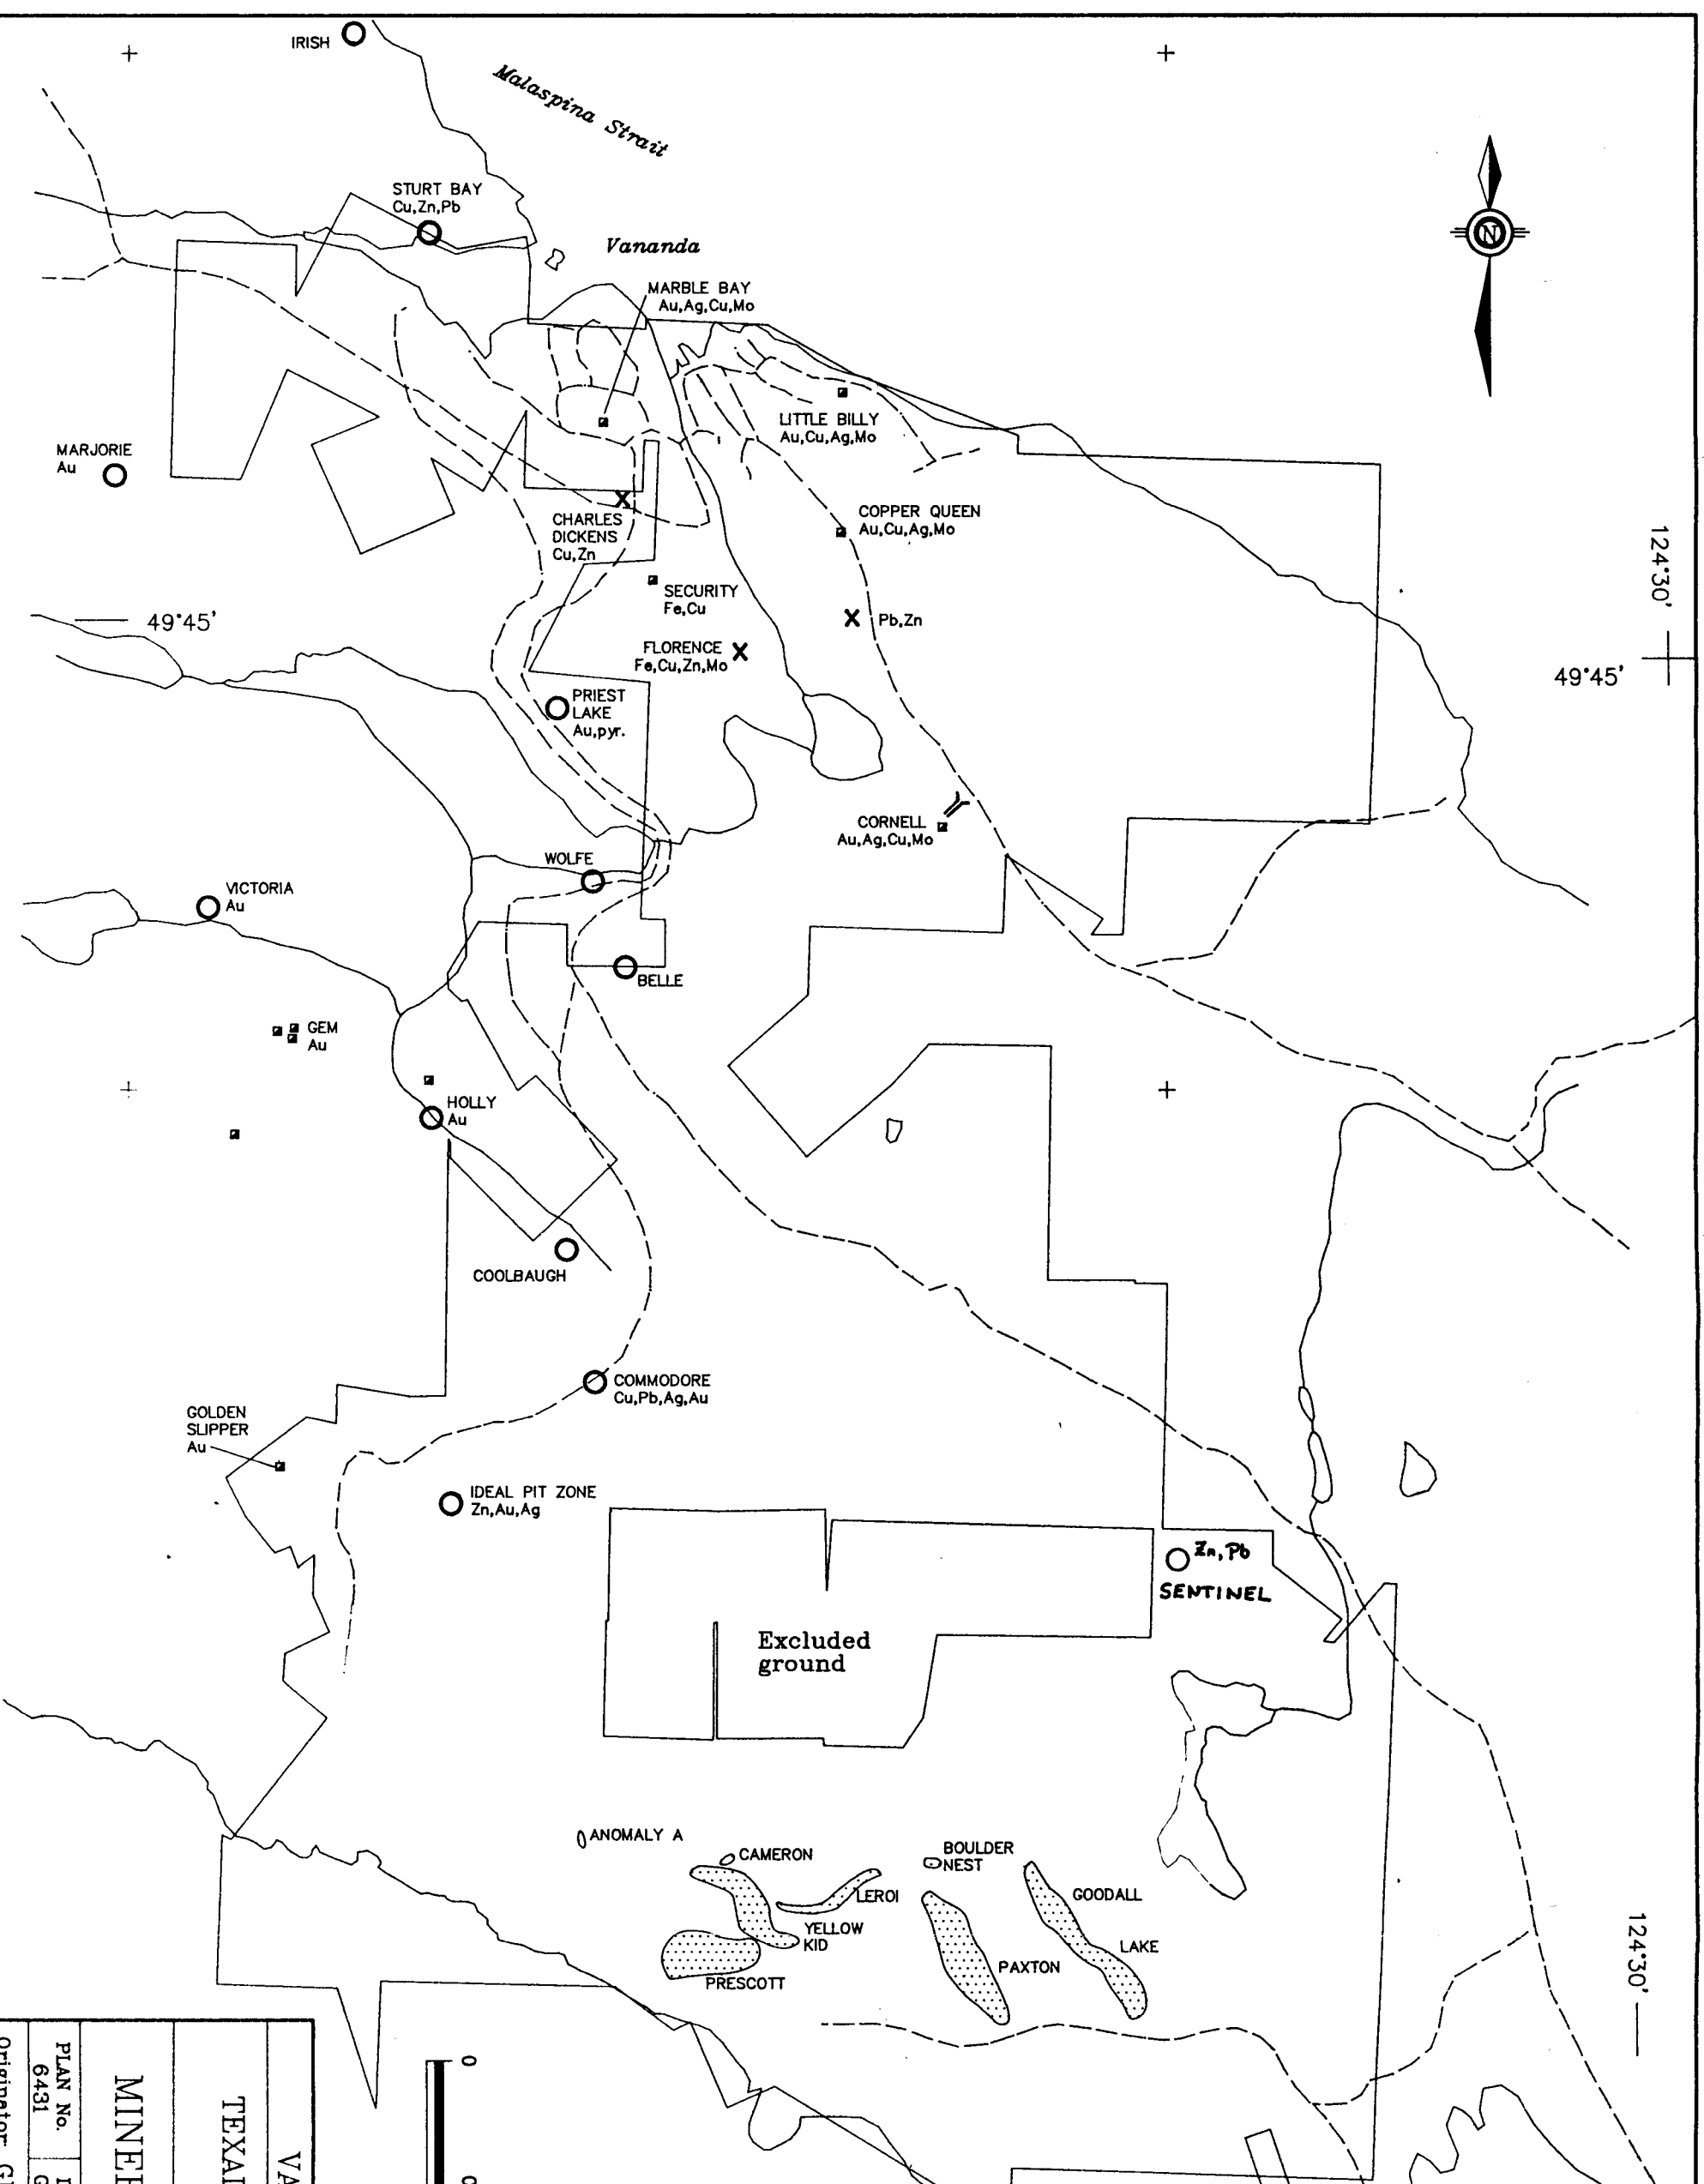 IRISH
Malaspina Strait
STURT BAY
Cu,Zn,Pb
N
Vananda
MARBLE BAY
Au,Ag,Cu,Mo
LITTLE BILLY
Au,Cu,Ag,Mo
MARJORIE
Au
COPPER QUEEN
Au,Cu,Ag,Mo
CHARLES
DICKENS
Cu,Zn
124°30'
SECURITY
Fe,Cu
49°45'
Pb,Zn
FLORENCE
Fe,Cu,Zn,Mo
49°45'
PRIEST
LAKE
Au,pyr.
CORNELL
Au,Ag,Cu,Mo
WOLFE
VICTORIA
Au
BELLE
GEM
Au
HOLLY
Au
COOLBAUGH
COMMODORE
Cu,Pb,Ag,Au
GOLDEN
SLIPPER
Au
IDEAL PIT ZONE
Zn,Au,Ag
Zn,Pb
SENTINEL
Excluded
ground
ANOMALY A
CAMERON
BOULDER
NEST
LEROI
GOODALL
YELLOW
KID
LAKE
PAXTON
PRESCOTT
124°30'
0
PLAN No.
6431